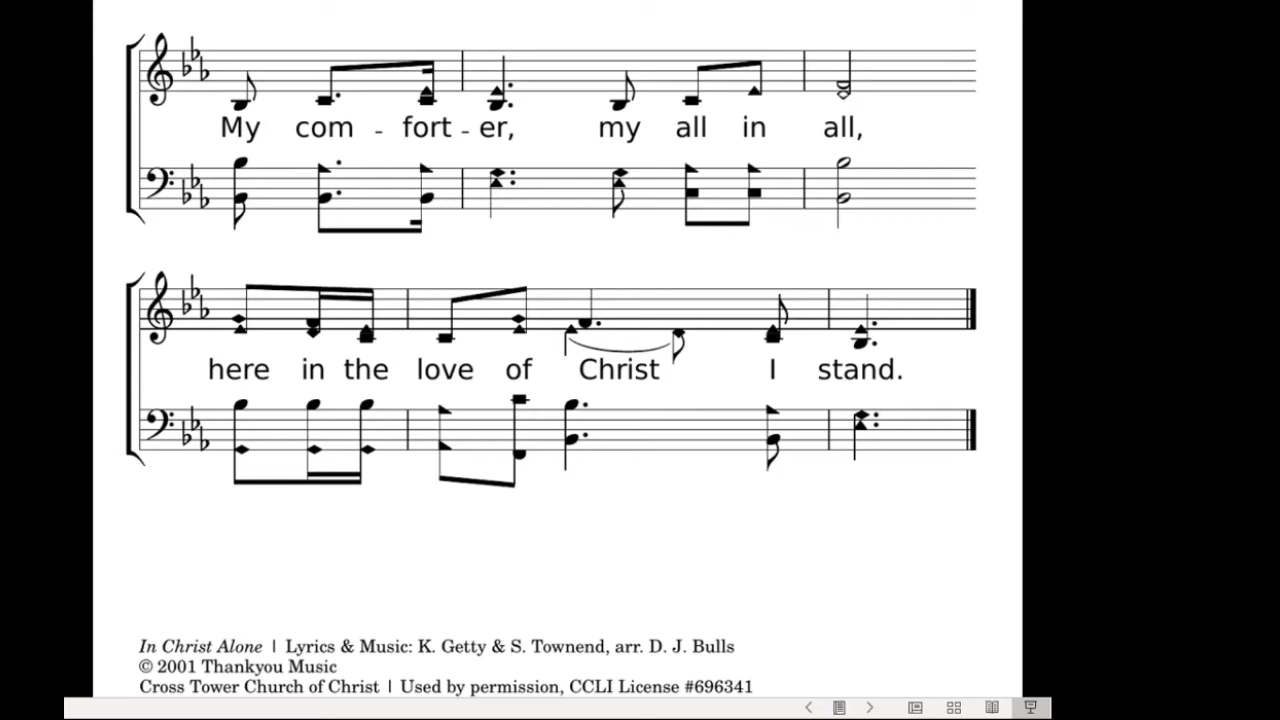 My com - fort - er, my all in all,
here in the love of Christ I stand.
In Christ Alone | Lyrics & Music: K. Getty & S. Townend, arr. D. J. Bulls
© 2001 Thankyou Music
Cross Tower Church of Christ | Used by permission, CCLI License #696341